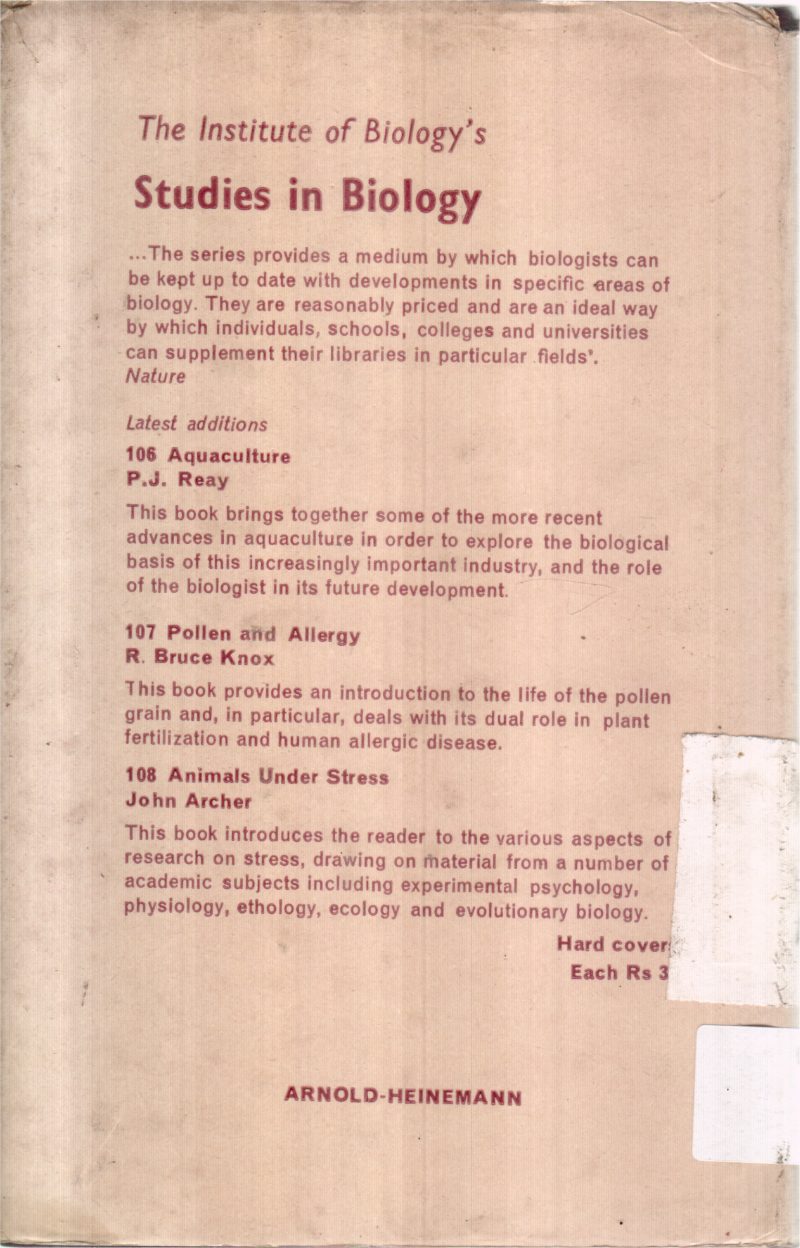 The Institute of Biology's
Studies in Biology
...The series provides a medium by which biologists can
be kept up to date with developments in specific areas of
biology. They are reasonably priced and are an ideal way
by which individuals, schools, colleges and universities
can supplement their libraries in particular fields'.
Nature
Latest additions
106 Aquaculture
P.J. Reay
This book brings together some of the more recent
advances in aquaculture in order to explore the biological
basis of this increasingly important industry, and the role
of the biologist in its future development.
107 Pollen and Allergy
R. Bruce Knox
This book provides an introduction to the life of the pollen
grain and, in particular, deals with its dual role in plant
fertilization and human allergic disease.
108 Animals Under Stress
John Archer
This book introduces the reader to the various aspects of
research on stress, drawing on material from a number of
academic subjects including experimental psychology,
physiology, ethology, ecology and evolutionary biology.
Hard cover
Each Rs 3
ARNOLD-HEINEMANN